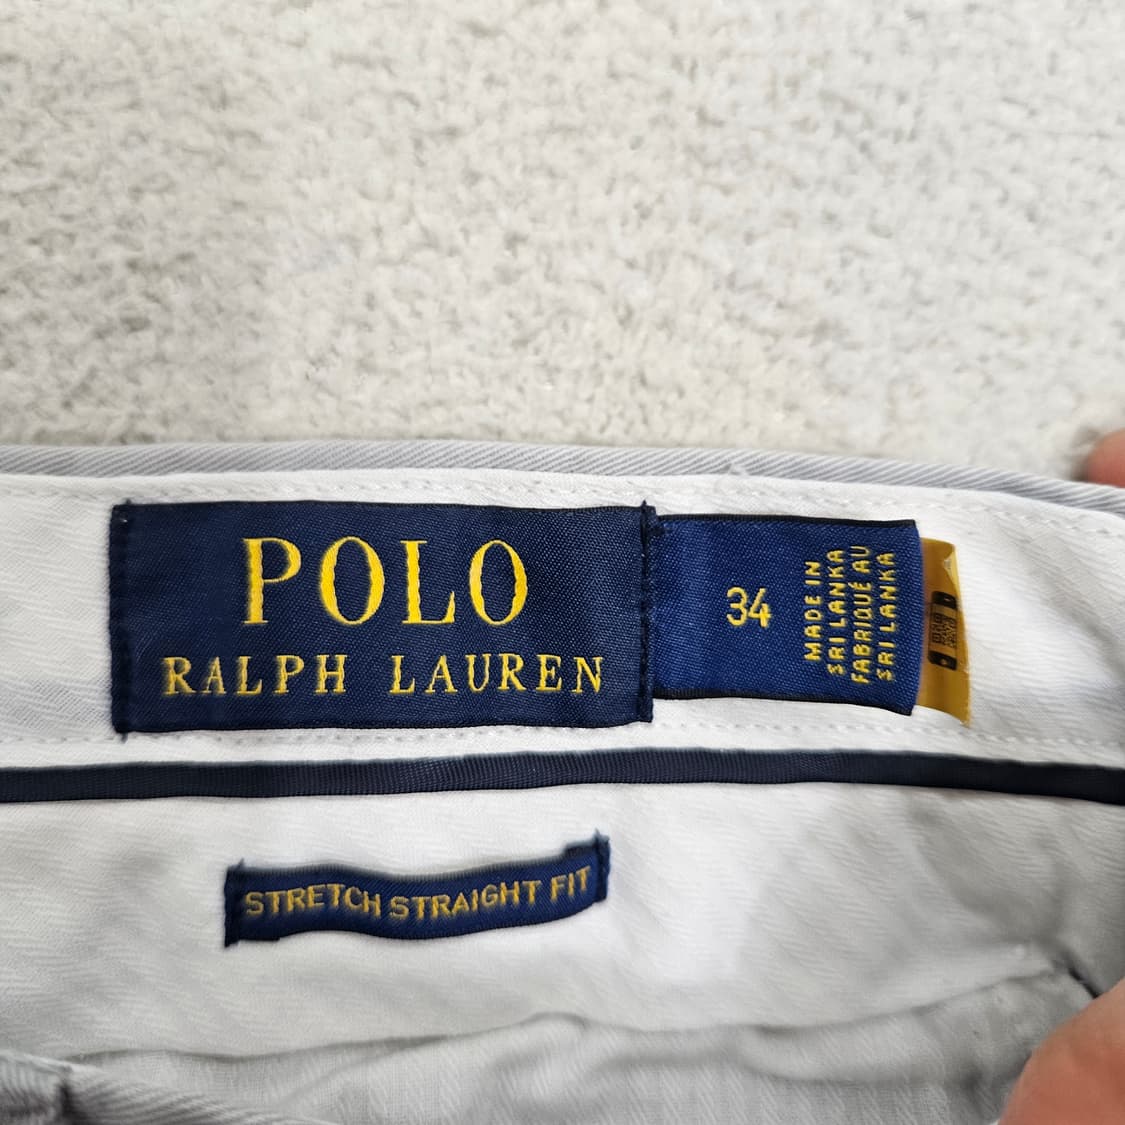 POLO
RALPH LAUREN
34
MADE IN
SRI LANKA
FABRIQUÉ AU
SRI LANKA
STRETCH STRAIGHT FIT